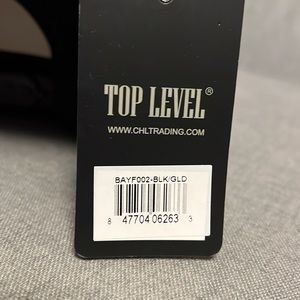 TOP LEVEL®
WWW.CHLTRADING.COM
BAYF002-BLK/GLD
8 47704 06263 3